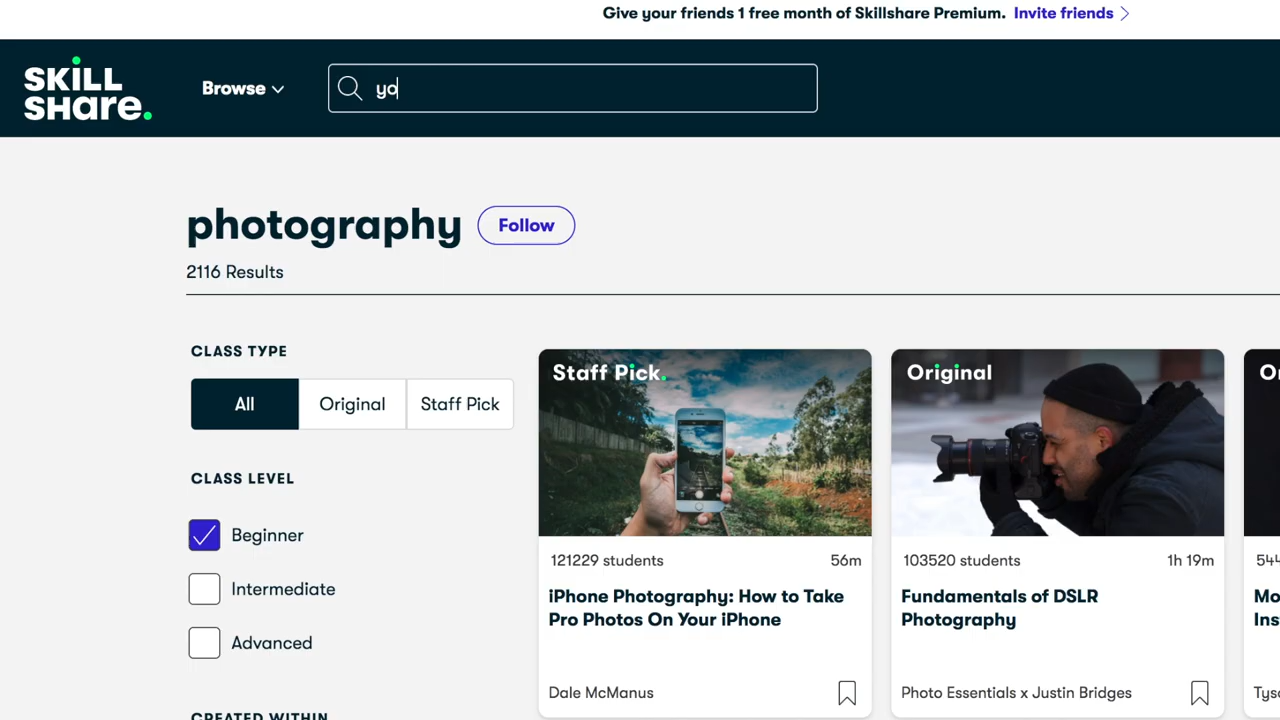 Give your friends 1 free month of Skillshare Premium. Invite friends
SKiLL
SHare.
Browse
yo
photography
Follow
2116 Results
CLASS TYPE
All
Original
Staff Pick
CLASS LEVEL
Beginner
Intermediate
Advanced
CREATED WITHIN
Staff Pick.
121229 students
56m
iPhone Photography: How to Take
Pro Photos On Your iPhone
Dale McManus
Original
103520 students
1h 19m
Fundamentals of DSLR
Photography
Photo Essentials x Justin Bridges